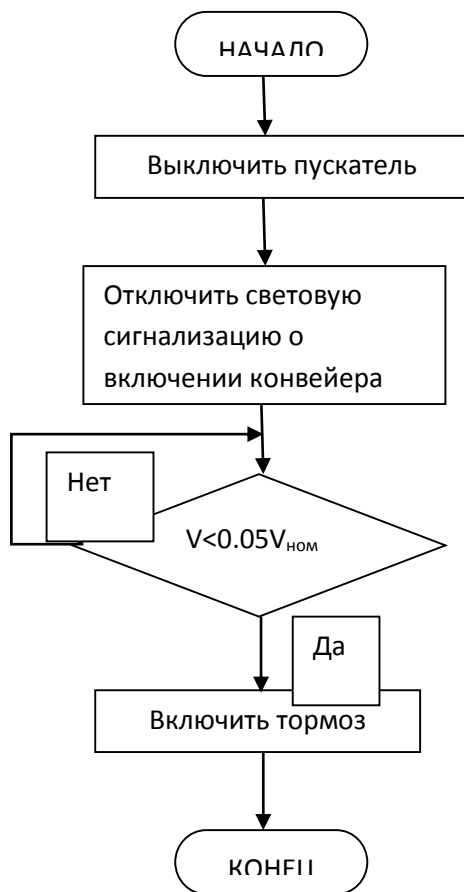 НАЧАЛО
Выключить пускатель
Отключить световую
сигнализацию о
включении конвейера
Нет
V<0.05Vном
Да
Включить тормоз
КОНЕЦ